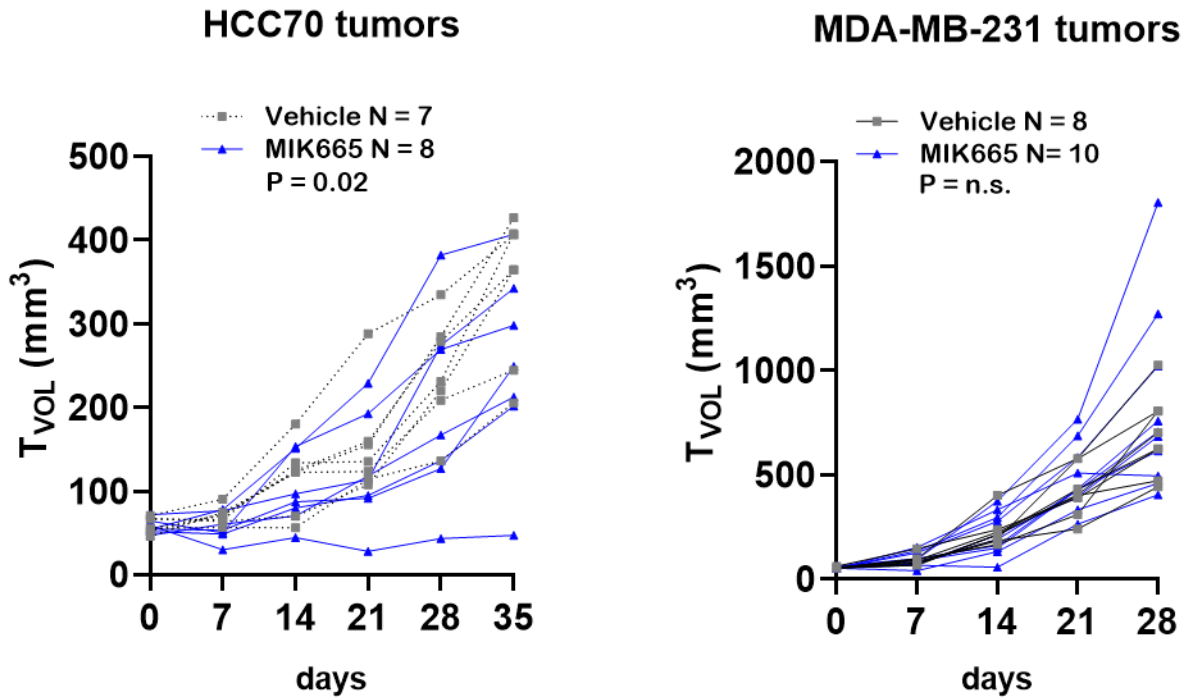 HCC70 tumors
Vehicle N = 7
MIK665 N = 8
P = 0.02
500
400
300
200
100
0
T_VOL (mm³)
0 7 14 21 28 35
days
MDA-MB-231 tumors
Vehicle N = 8
MIK665 N= 10
P = n.s.
2000
1500
1000
500
0
T_VOL (mm³)
0 7 14 21 28
days